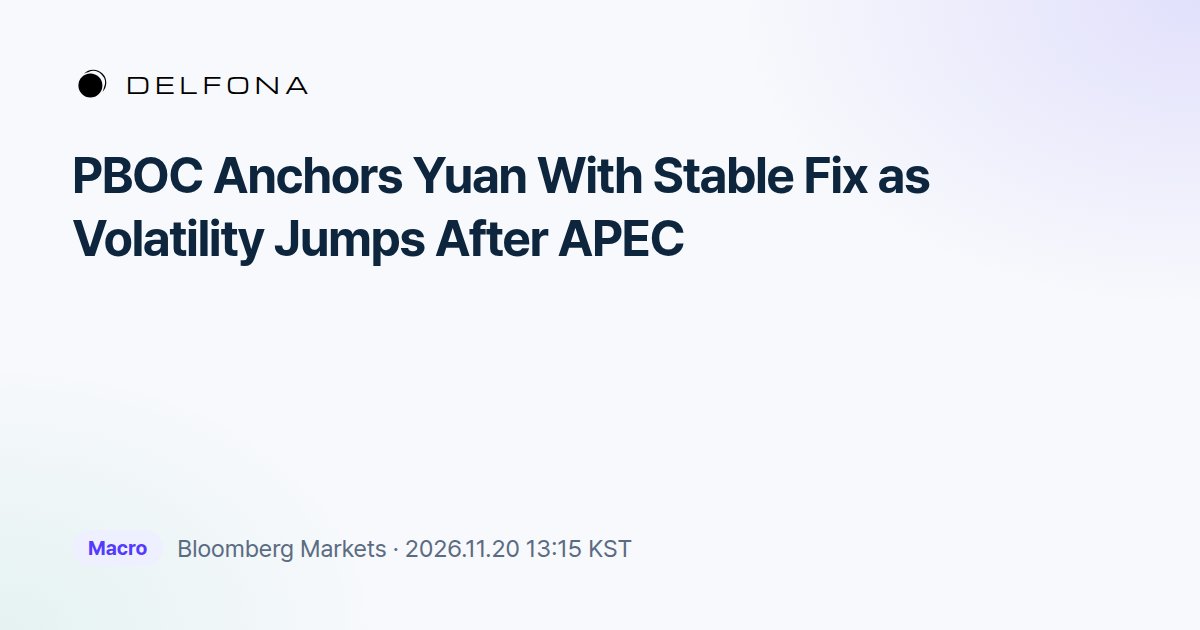 DELFONA
PBOC Anchors Yuan With Stable Fix as
Volatility Jumps After APEC
Macro Bloomberg Markets · 2026.11.20 13:15 KST